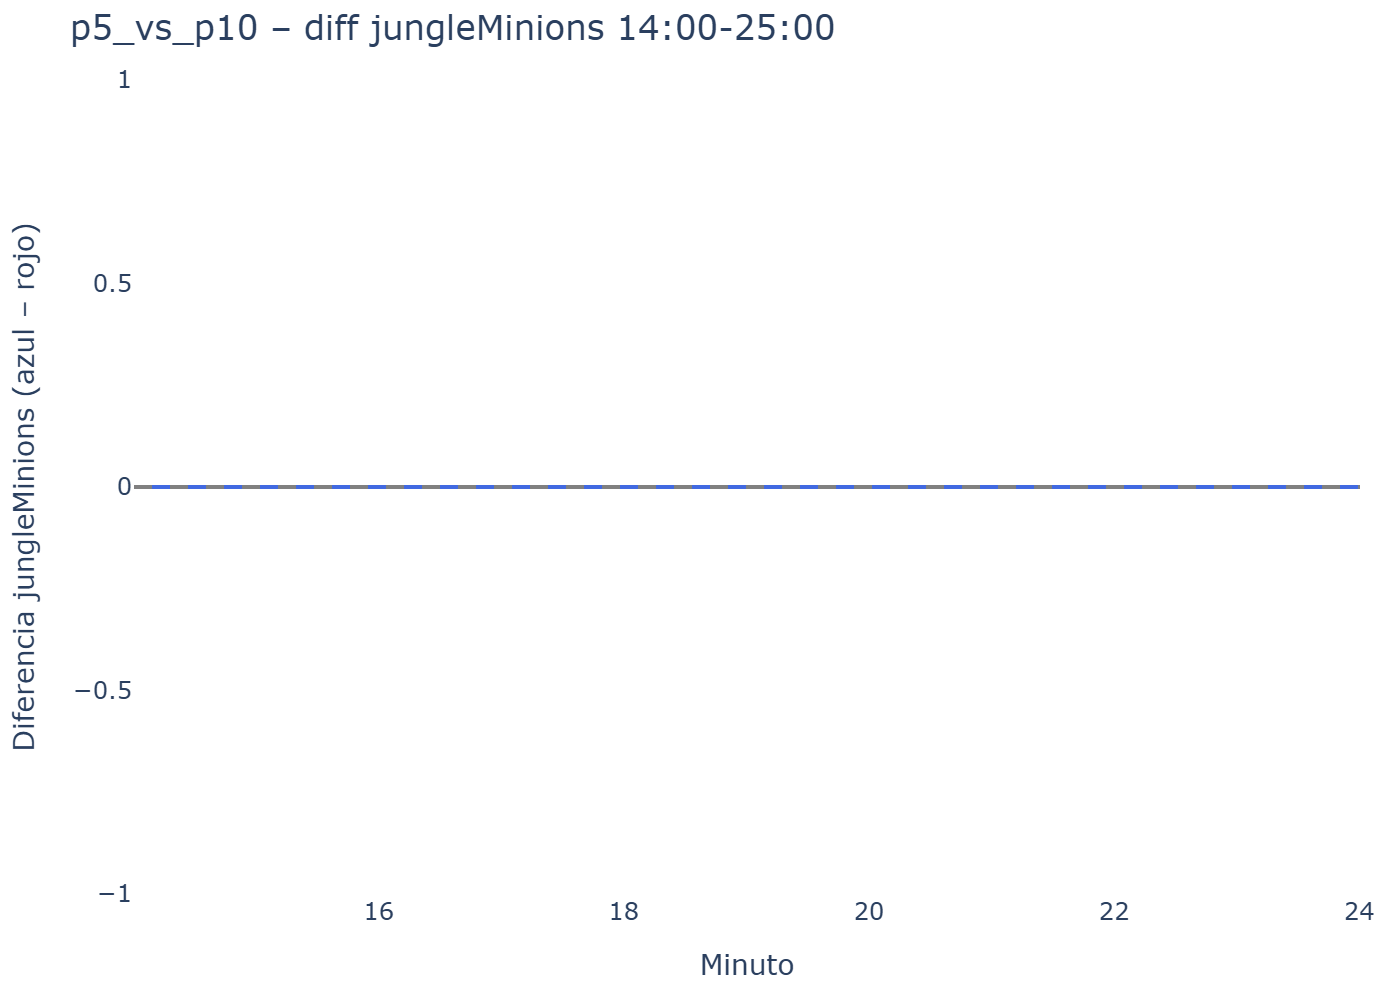 p5_vs_p10 – diff jungleMinions 14:00-25:00
Diferencia jungleMinions (azul – rojo)
1
0.5
0
−0.5
−1
16 18 20 22 24
Minuto